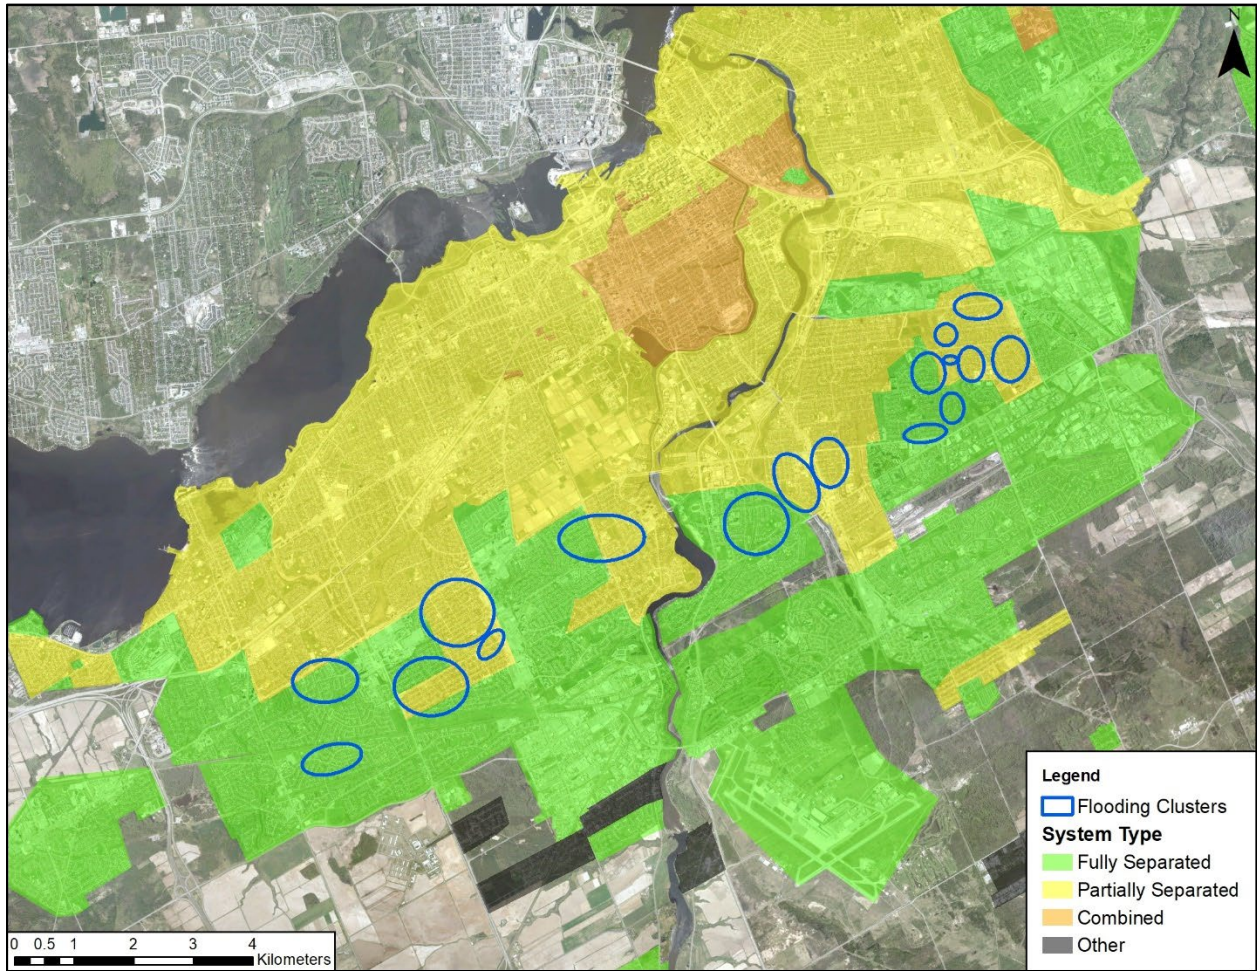 N
Legend
Flooding Clusters
System Type
Fully Separated
Partially Separated
Combined
Other
0 0.5 1 2 3 4
Kilometers